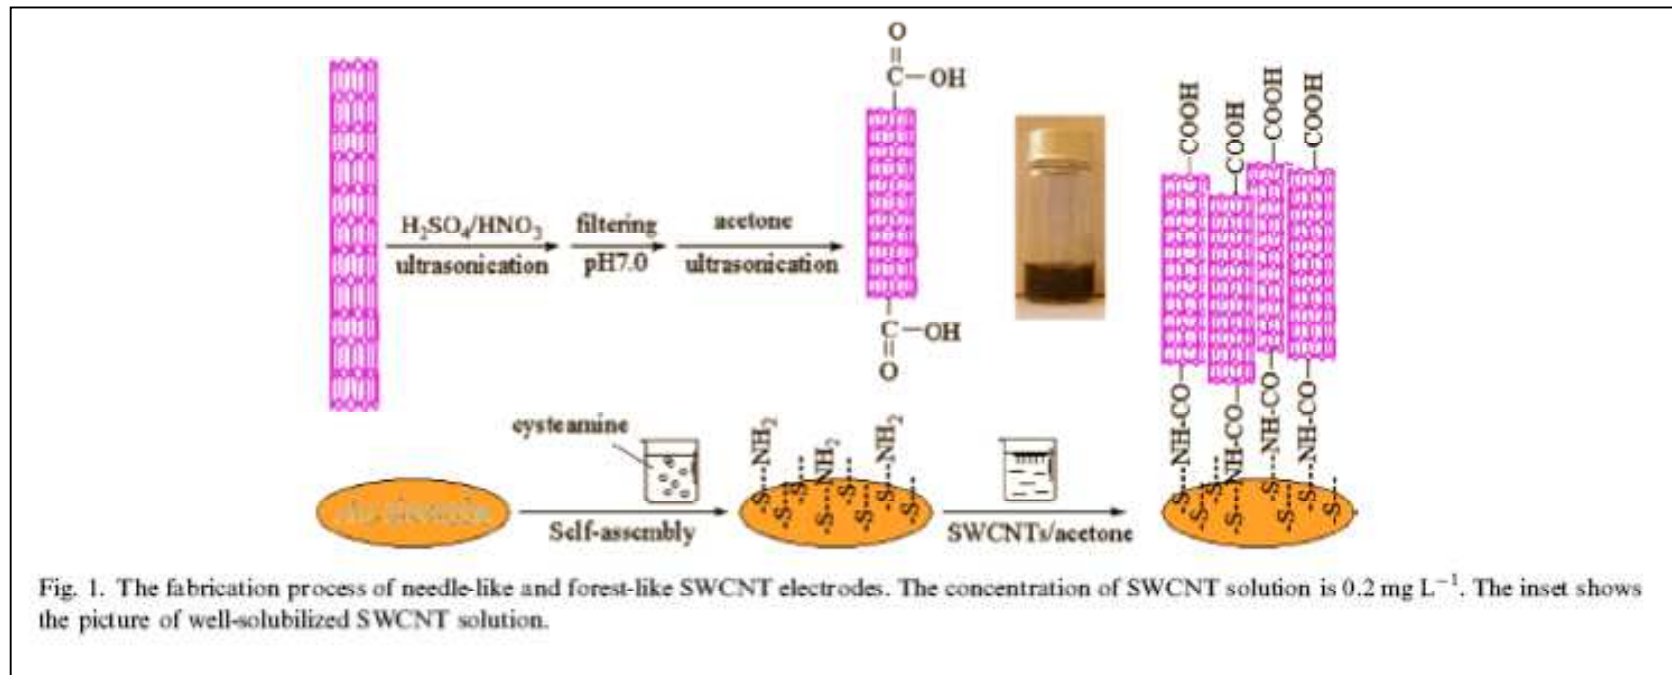 O
C-OH
H₂SO₄/HNO₃
ultrasonication
filtering
pH7.0
acetone
ultrasonication
C-OH
O
COOH
COOH
COOH
COOH
cysteamine
Self-assembly
-S----NH₂
-S----
-S----
-S----NH₂
-S----
-S----
-S----NH₂
-S----
SWCNTs/acetone
-S----NH-CO-
-S----
-S----
-S----NH-CO-
-S----NH-CO-
-S----
-S----NH-CO-
-S----
Fig. 1. The fabrication process of needle-like and forest-like SWCNT electrodes. The concentration of SWCNT solution is 0.2 mg L⁻¹. The inset shows
the picture of well-solubilized SWCNT solution.